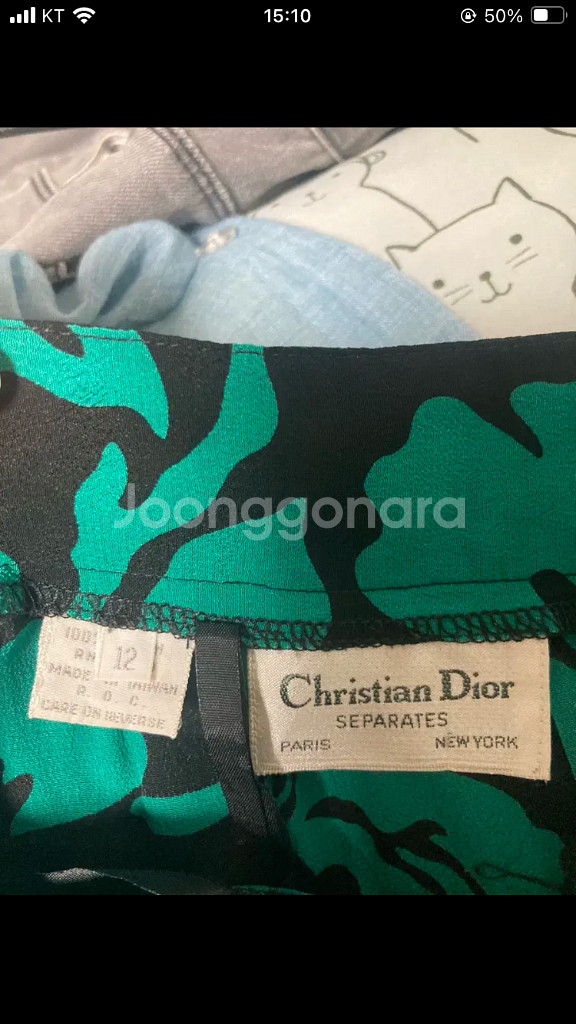 KT
15:10
50%
Joonggonara
12
MADE IN TAIWAN
R. O. C.
CARE ON REVERSE
Christian Dior
SEPARATES
PARIS NEW YORK